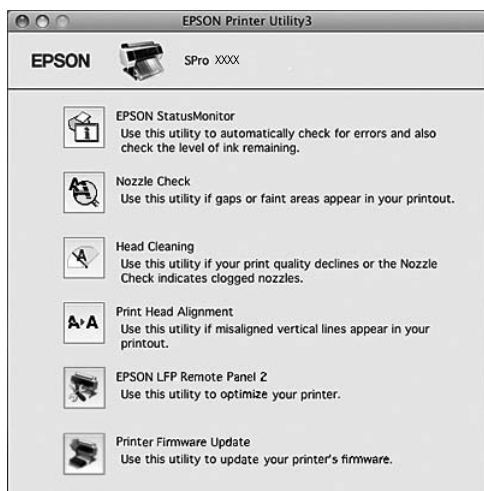 EPSON Printer Utility3
EPSON
SPro XXXX
EPSON StatusMonitor
Use this utility to automatically check for errors and also
check the level of ink remaining.
Nozzle Check
Use this utility if gaps or faint areas appear in your printout.
Head Cleaning
Use this utility if your print quality declines or the Nozzle
Check indicates clogged nozzles.
Print Head Alignment
Use this utility if misaligned vertical lines appear in your
printout.
EPSON LFP Remote Panel 2
Use this utility to optimize your printer.
Printer Firmware Update
Use this utility to update your printer's firmware.